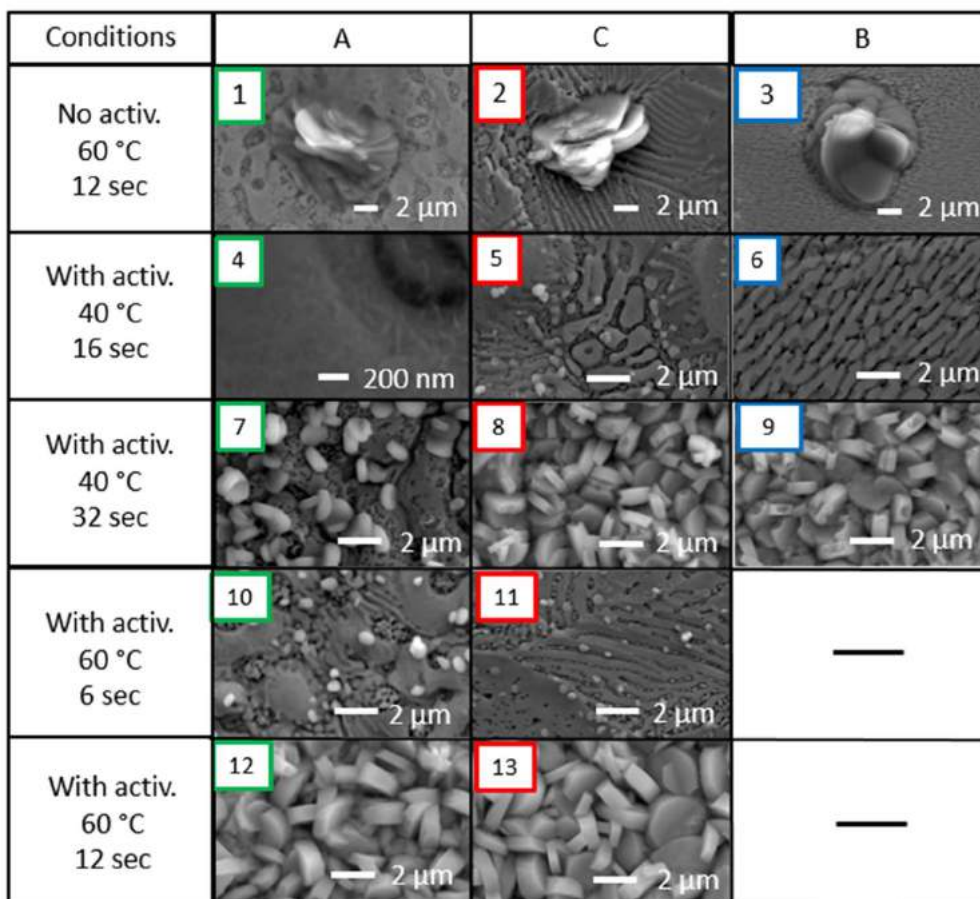 Conditions A C B
No activ.
60 °C
12 sec
1 2 μm
2 2 μm
3 2 μm
With activ.
40 °C
16 sec
4 200 nm
5 2 μm
6 2 μm
With activ.
40 °C
32 sec
7 2 μm
8 2 μm
9 2 μm
With activ.
60 °C
6 sec
10 2 μm
11 2 μm
With activ.
60 °C
12 sec
12 2 μm
13 2 μm